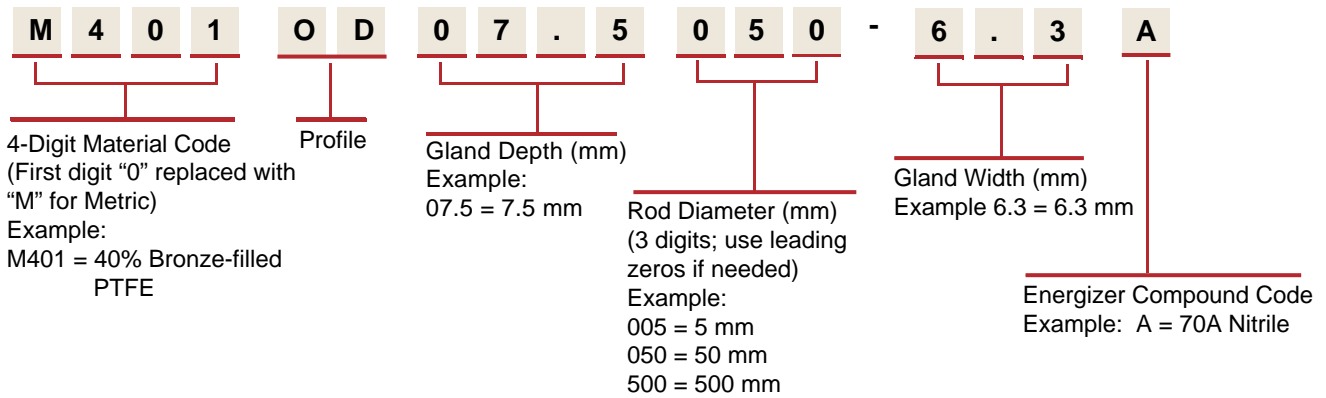 M 4 0 1 O D 0 7 . 5 0 5 0 - 6 . 3 A
4-Digit Material Code
(First digit “0” replaced with
“M” for Metric)
Example:
M401 = 40% Bronze-filled
PTFE
Profile
Gland Depth (mm)
Example:
07.5 = 7.5 mm
Rod Diameter (mm)
(3 digits; use leading
zeros if needed)
Example:
005 = 5 mm
050 = 50 mm
500 = 500 mm
Gland Width (mm)
Example 6.3 = 6.3 mm
Energizer Compound Code
Example: A = 70A Nitrile